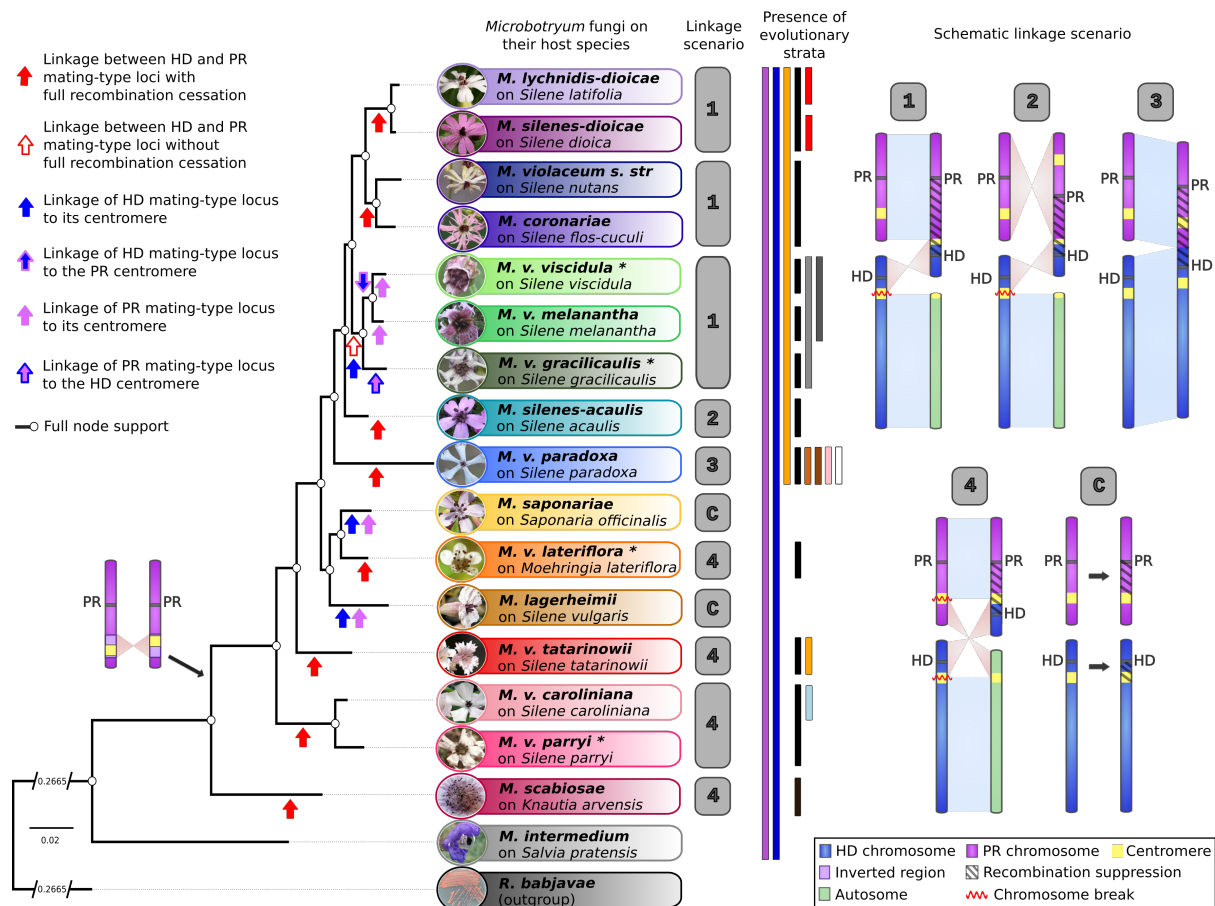 Microbotryum fungi on
their host species
Linkage
scenario
Presence of
evolutionary
strata
Schematic linkage scenario
Linkage between HD and PR
mating-type loci with
full recombination cessation
Linkage between HD and PR
mating-type loci without
full recombination cessation
Linkage of HD mating-type locus
to its centromere
Linkage of HD mating-type locus
to the PR centromere
Linkage of PR mating-type locus
to its centromere
Linkage of PR mating-type locus
to the HD centromere
Full node support
M. lychnidis-dioicae
on Silene latifolia
M. silenes-dioicae
on Silene dioica
1
M. violaceum s. str
on Silene nutans
M. coronariae
on Silene flos-cuculi
1
M. v. viscidula *
on Silene viscidula
M. v. melanantha
on Silene melanantha
M. v. gracilicaulis *
on Silene gracilicaulis
1
M. silenes-acaulis
on Silene acaulis
2
M. v. paradoxa
on Silene paradoxa
3
M. saponariae
on Saponaria officinalis
C
M. v. lateriflora *
on Moehringia lateriflora
4
M. lagerheimii
on Silene vulgaris
C
M. v. tatarinowii
on Silene tatarinowii
4
M. v. caroliniana
on Silene caroliniana
M. v. parryi *
on Silene parryi
4
M. scabiosae
on Knautia arvensis
4
M. intermedium
on Salvia pratensis
R. babjavae
(outgroup)
PR PR
0.2665
0.02
0.2665
1 2 3
PR PR PR PR PR
HD HD HD HD HD HD
4 C
PR PR PR PR
HD HD HD HD
HD chromosome PR chromosome Centromere
Inverted region Recombination suppression
Autosome Chromosome break